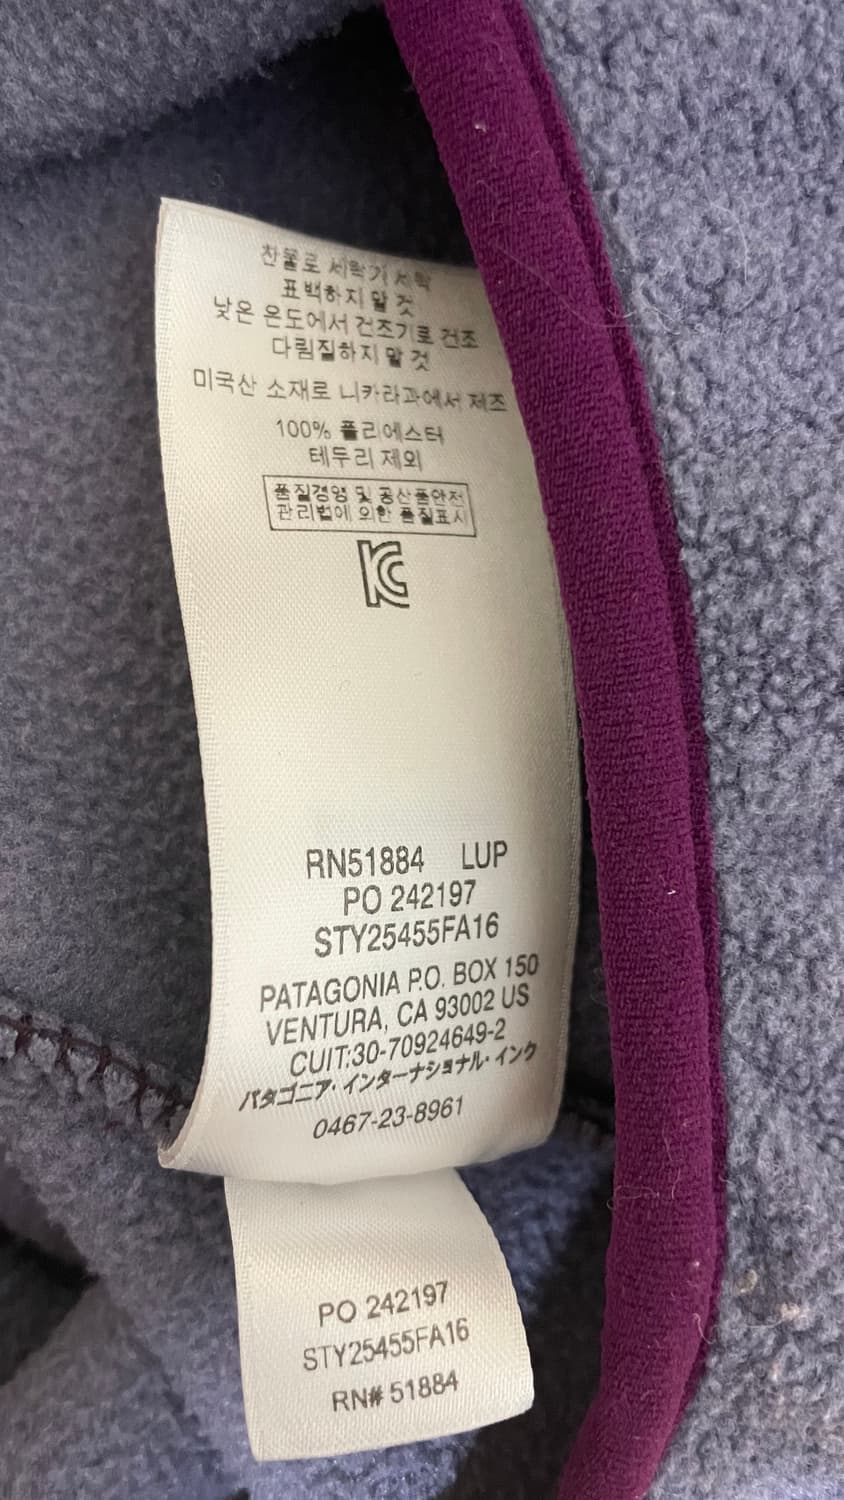 찬물로 세탁기 세탁
표백하지 말 것
낮은 온도에서 건조기로 건조
다림질하지 말 것
미국산 소재로 니카라과에서 제조
100% 폴리에스터
테두리 제외
품질경영 및 공산품안전
관리법에 의한 품질표시
KC
RN51884 LUP
PO 242197
STY25455FA16
PATAGONIA P.O. BOX 150
VENTURA, CA 93002 US
CUIT:30-70924649-2
パタゴニア・インターナショナル・インク
0467-23-8961
PO 242197
STY25455FA16
RN# 51884